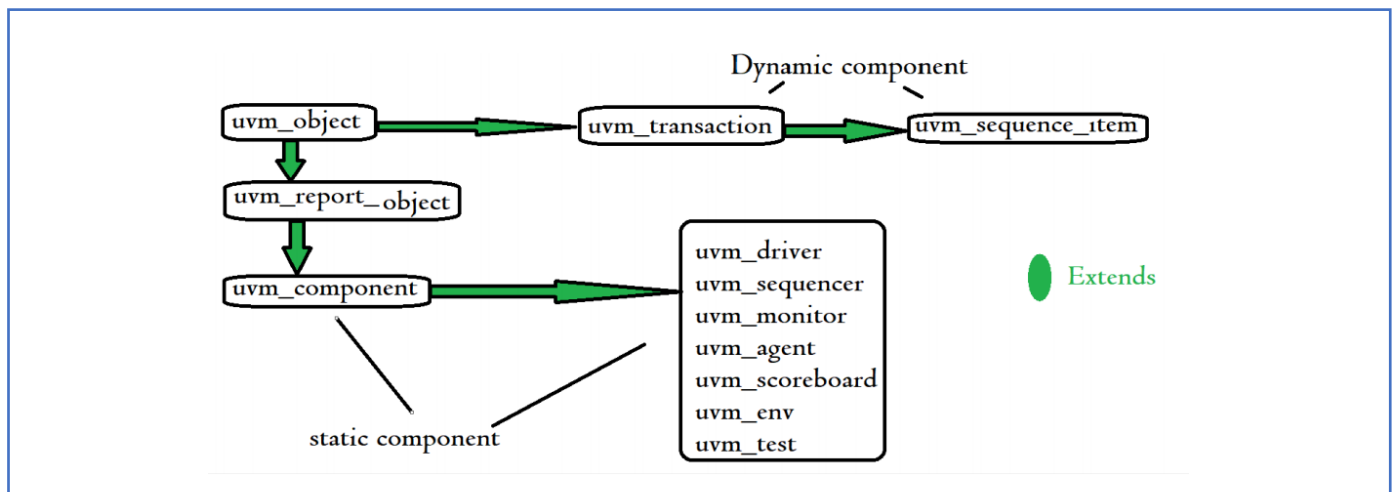 Dynamic component
uvm_object
uvm_transaction
uvm_sequence_item
uvm_report_object
uvm_component
uvm_driver
uvm_sequencer
uvm_monitor
uvm_agent
uvm_scoreboard
uvm_env
uvm_test
Extends
static component